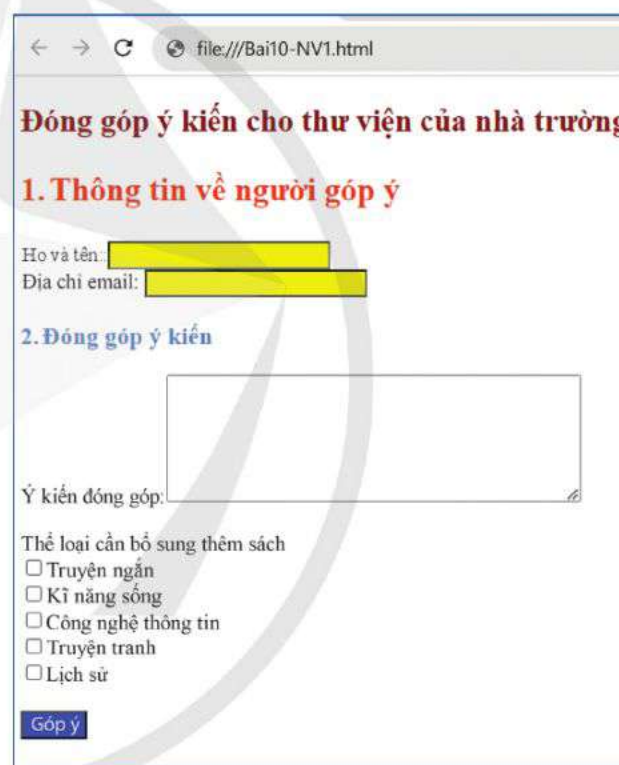 file:///Bai10-NV1.html
Đóng góp ý kiến cho thư viện của nhà trường
1. Thông tin về người góp ý
Họ và tên:
Địa chỉ email:
2. Đóng góp ý kiến
Ý kiến đóng góp:
Thể loại cần bổ sung thêm sách
Truyện ngắn
Kĩ năng sống
Công nghệ thông tin
Truyện tranh
Lịch sử
Góp ý